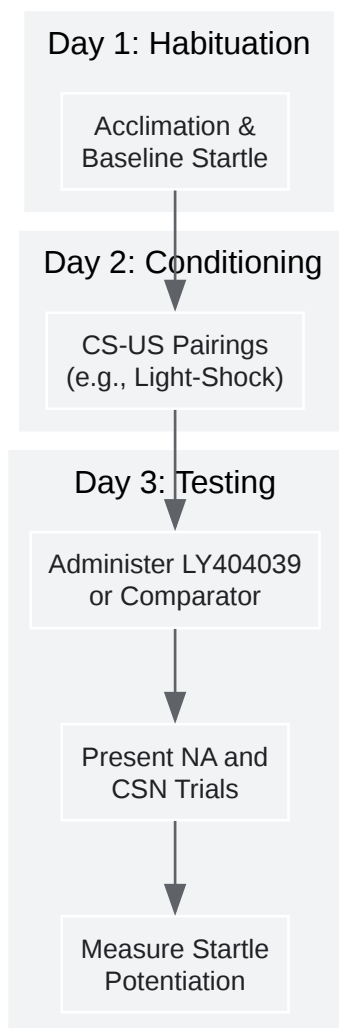 Day 1: Habituation
Acclimation &
Baseline Startle
Day 2: Conditioning
CS-US Pairings
(e.g., Light-Shock)
Day 3: Testing
Administer LY404039
or Comparator
Present NA and
CSN Trials
Measure Startle
Potentiation